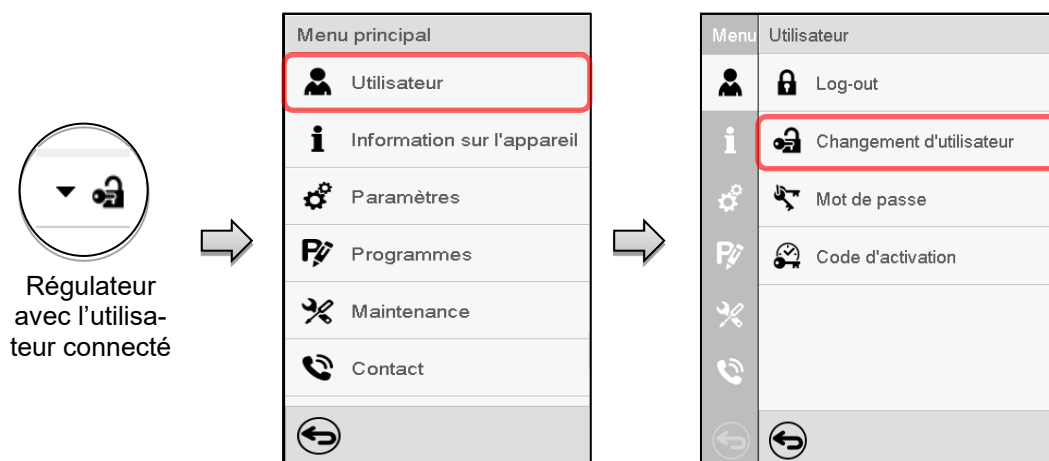 Régulateur
avec l’utilisa-
teur connecté
Menu principal
Utilisateur
Information sur l'appareil
Paramètres
Programmes
Maintenance
Contact
Menu
Utilisateur
Log-out
Changement d'utilisateur
Mot de passe
Code d'activation